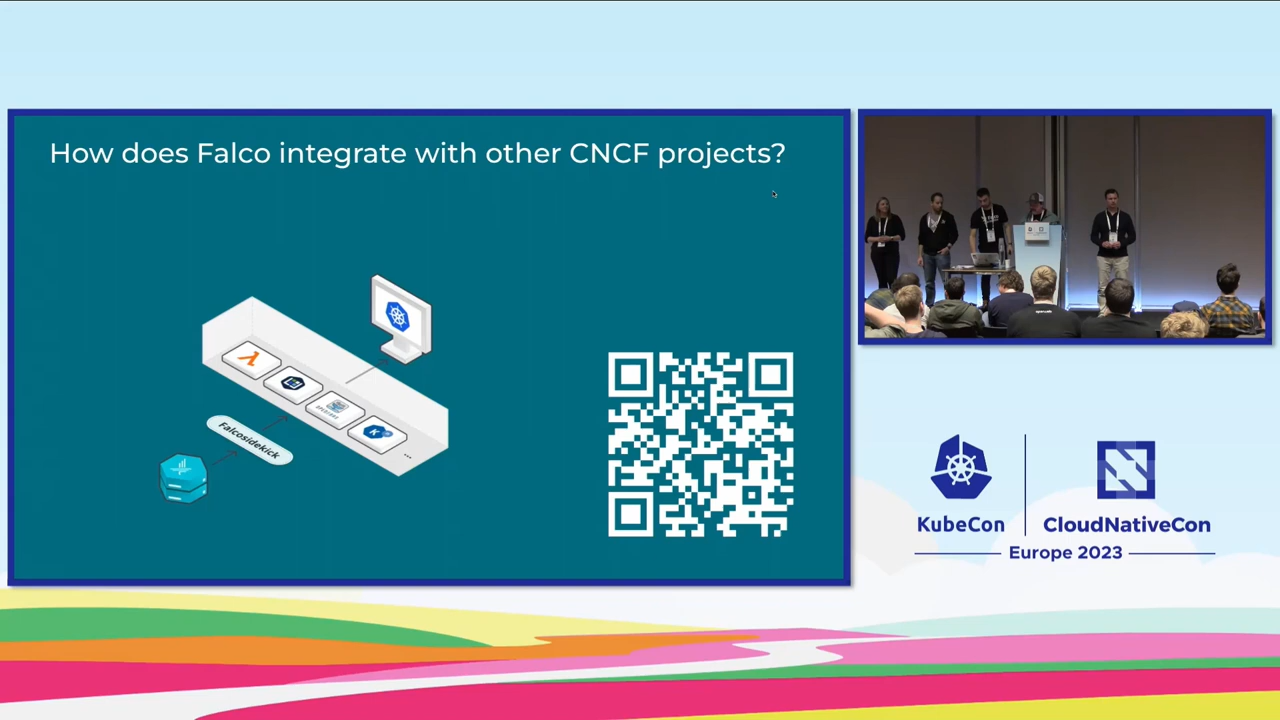 How does Falco integrate with other CNCF projects?
Falcosidekick
...
KubeCon
CloudNativeCon
Europe 2023